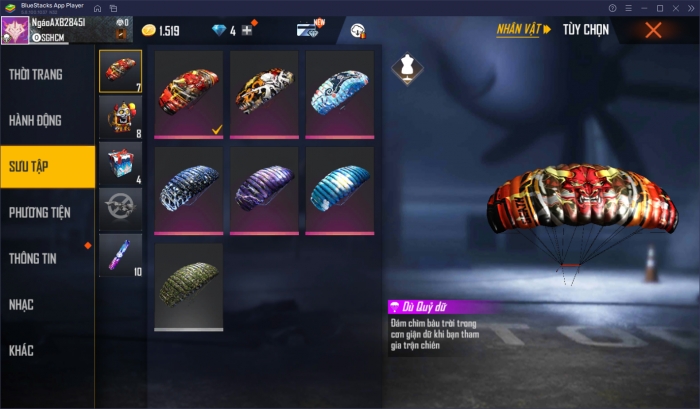 BlueStacks App Player
NgáoAXB28451
0
SGHCM
1.519
4
NEW
NHÂN VẬT
TÙY CHỌN
THỜI TRANG
HÀNH ĐỘNG
SƯU TẬP
PHƯƠNG TIỆN
THÔNG TIN
NHẠC
KHÁC
7
8
4
10
Dù Quỷ dữ
Đắm chìm bầu trời trong
cơn giận dữ khi bạn tham
gia trận chiến